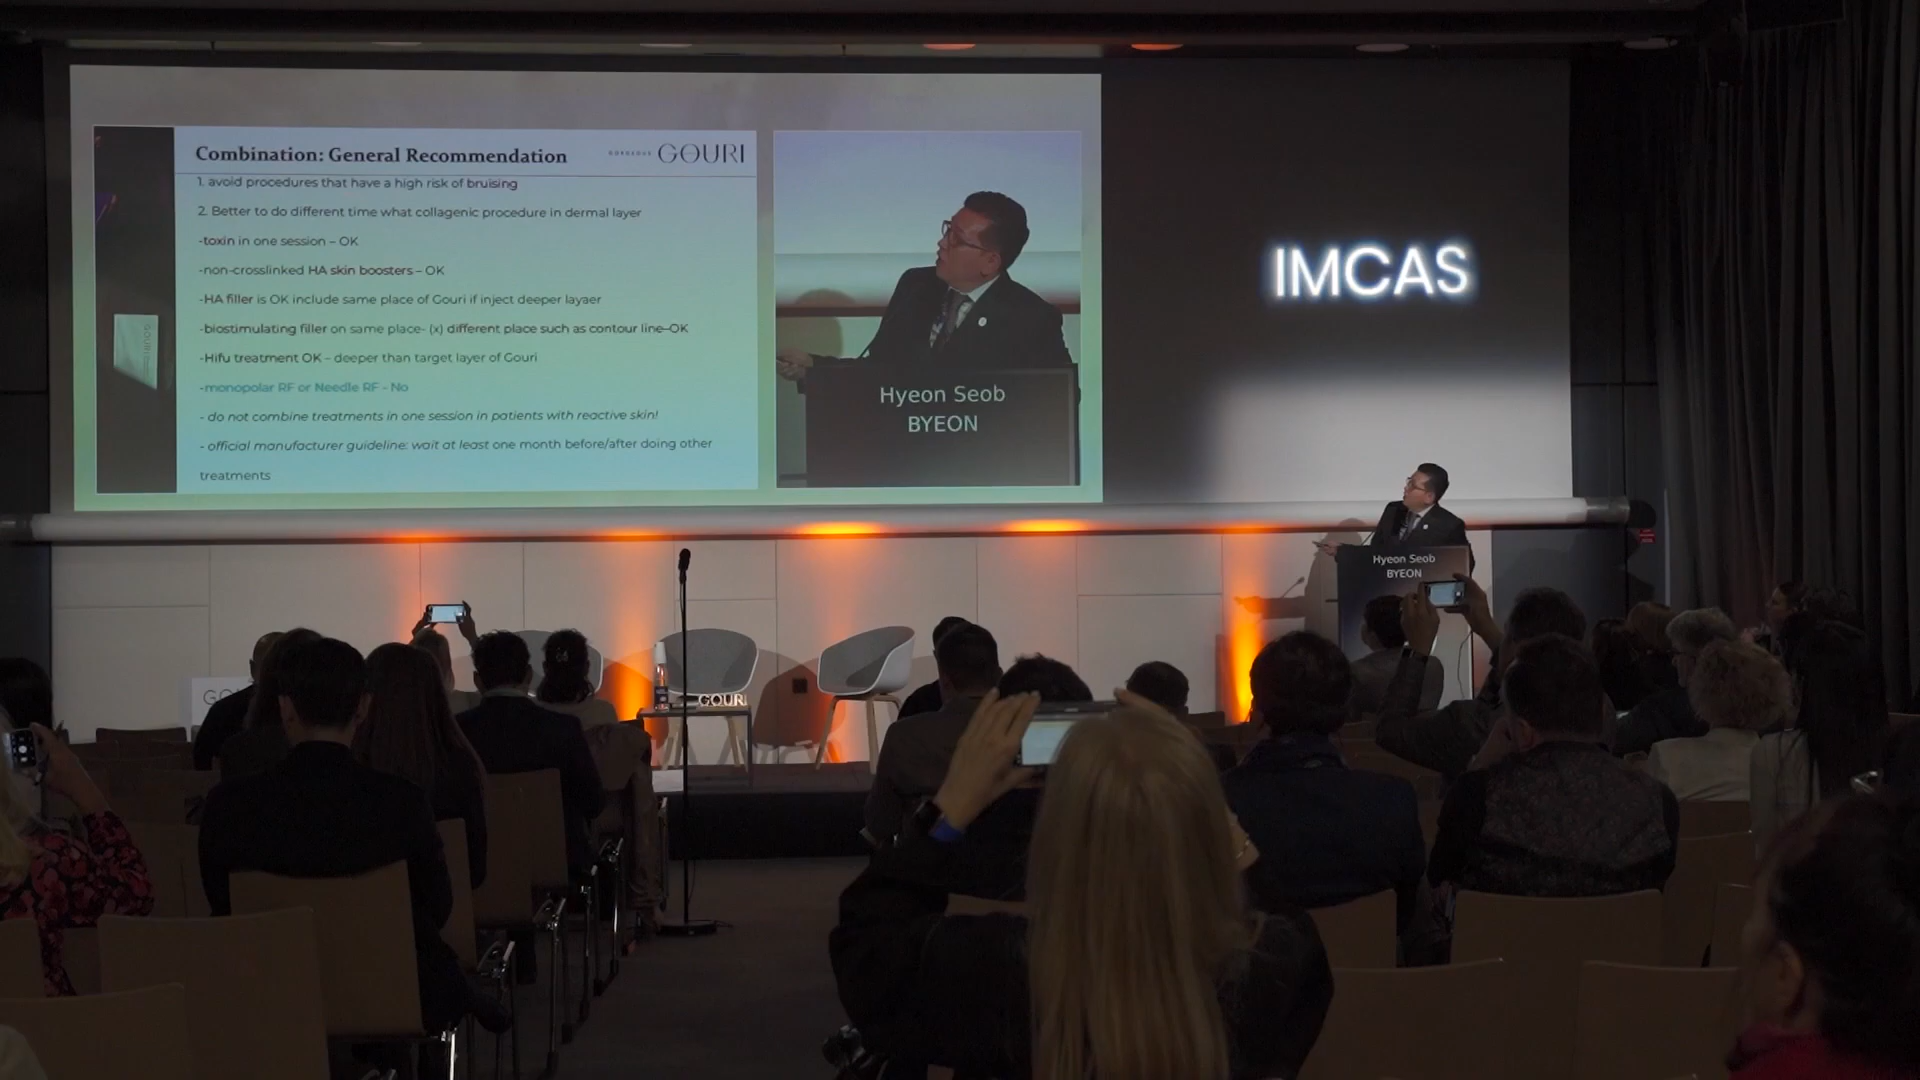 Combination: General Recommendation
GORGEOUS GOURI
1. avoid procedures that have a high risk of bruising
2. Better to do different time what collagenic procedure in dermal layer
-toxin in one session – OK
-non-crosslinked HA skin boosters – OK
-HA filler is OK include same place of Gouri if inject deeper layaer
-biostimulating filler on same place- (x) different place such as contour line–OK
-Hifu treatment OK – deeper than target layer of Gouri
-monopolar RF or Needle RF - No
- do not combine treatments in one session in patients with reactive skin!
- official manufacturer guideline: wait at least one month before/after doing other
treatments
GOURI
Hyeon Seob
BYEON
IMCAS
Hyeon Seob
BYEON
GOURI